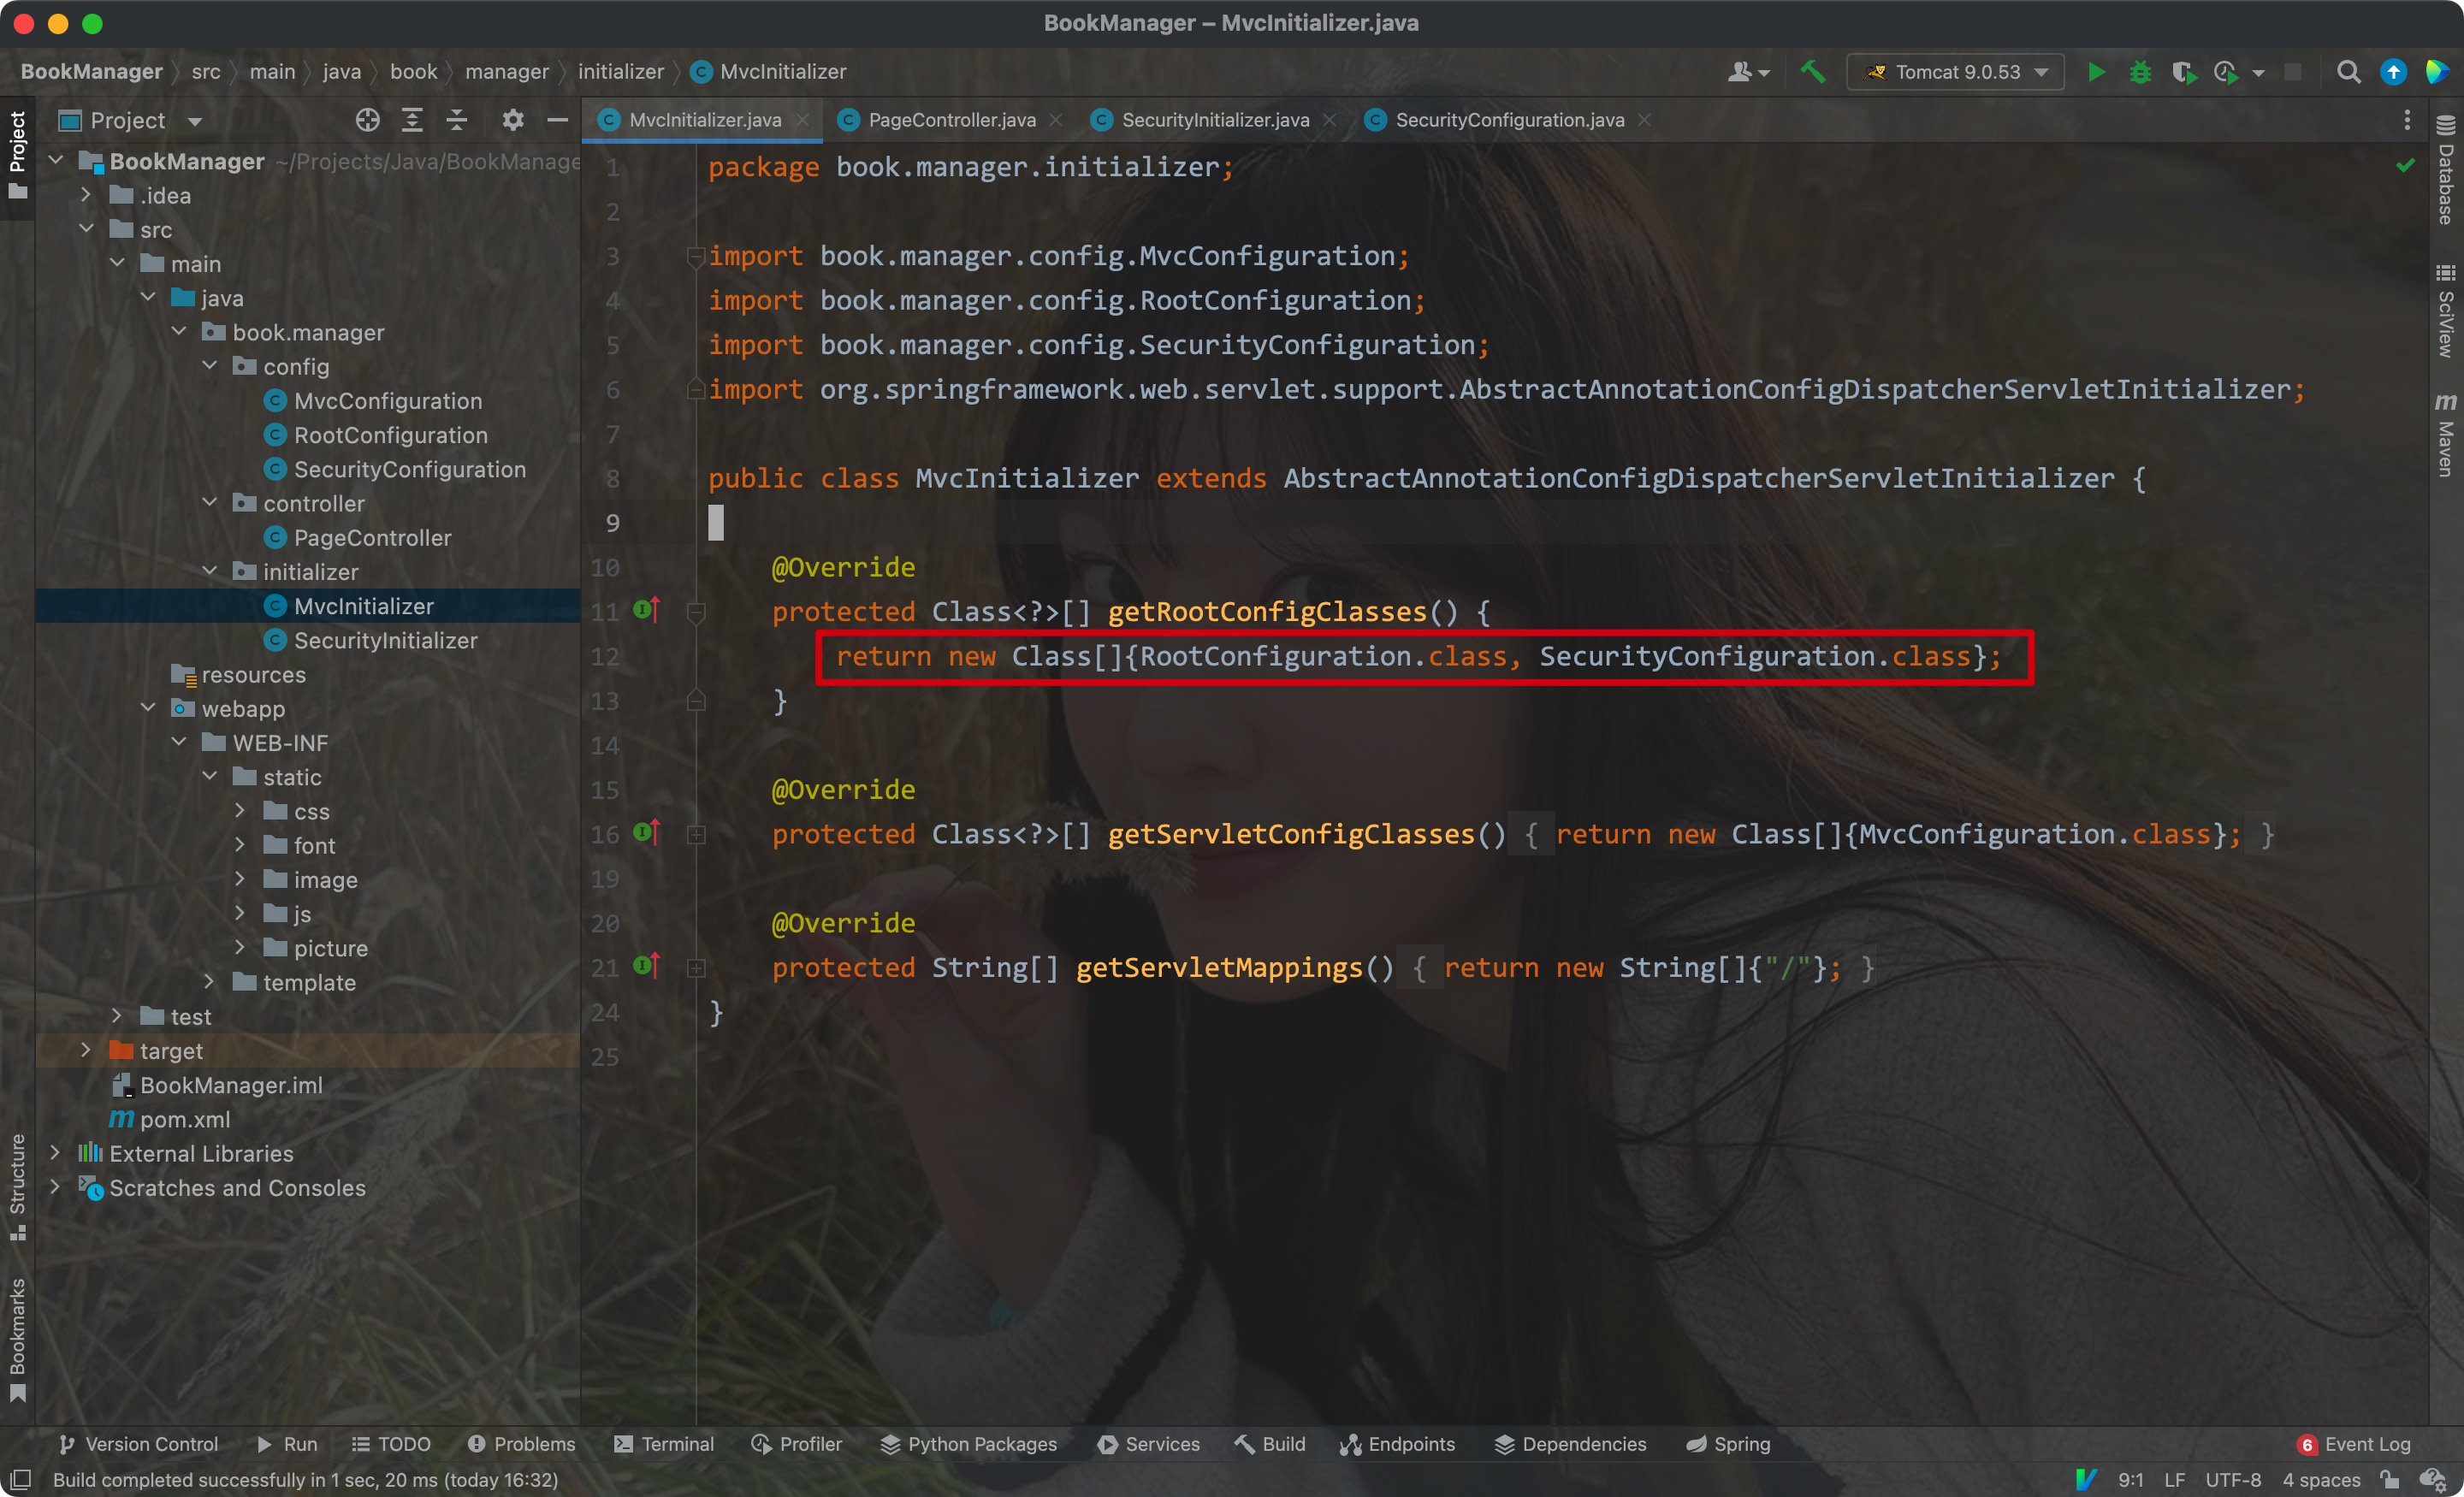 BookManager – MvcInitializer.java
BookManager src main java book manager initializer MvcInitializer
Tomcat 9.0.53
Project
Project
BookManager ~/Projects/Java/BookManage
.idea
src
main
java
book.manager
config
MvcConfiguration
RootConfiguration
SecurityConfiguration
controller
PageController
initializer
MvcInitializer
SecurityInitializer
resources
webapp
WEB-INF
static
css
font
image
js
picture
template
test
target
BookManager.iml
pom.xml
External Libraries
Scratches and Consoles
Structure
Bookmarks
MvcInitializer.java PageController.java SecurityInitializer.java SecurityConfiguration.java
1 package book.manager.initializer;
2
3 import book.manager.config.MvcConfiguration;
4 import book.manager.config.RootConfiguration;
5 import book.manager.config.SecurityConfiguration;
6 import org.springframework.web.servlet.support.AbstractAnnotationConfigDispatcherServletInitializer;
7
8 public class MvcInitializer extends AbstractAnnotationConfigDispatcherServletInitializer {
9
10 @Override
11 protected Class<?>[] getRootConfigClasses() {
12 return new Class[]{RootConfiguration.class, SecurityConfiguration.class};
13 }
14
15 @Override
16 protected Class<?>[] getServletConfigClasses() { return new Class[]{MvcConfiguration.class}; }
19
20 @Override
21 protected String[] getServletMappings() { return new String[]{"/"}; }
24 }
25
Database
SciView
Maven
Version Control Run TODO Problems Terminal Profiler Python Packages Services Build Endpoints Dependencies Spring 6 Event Log
Build completed successfully in 1 sec, 20 ms (today 16:32) 9:1 LF UTF-8 4 spaces